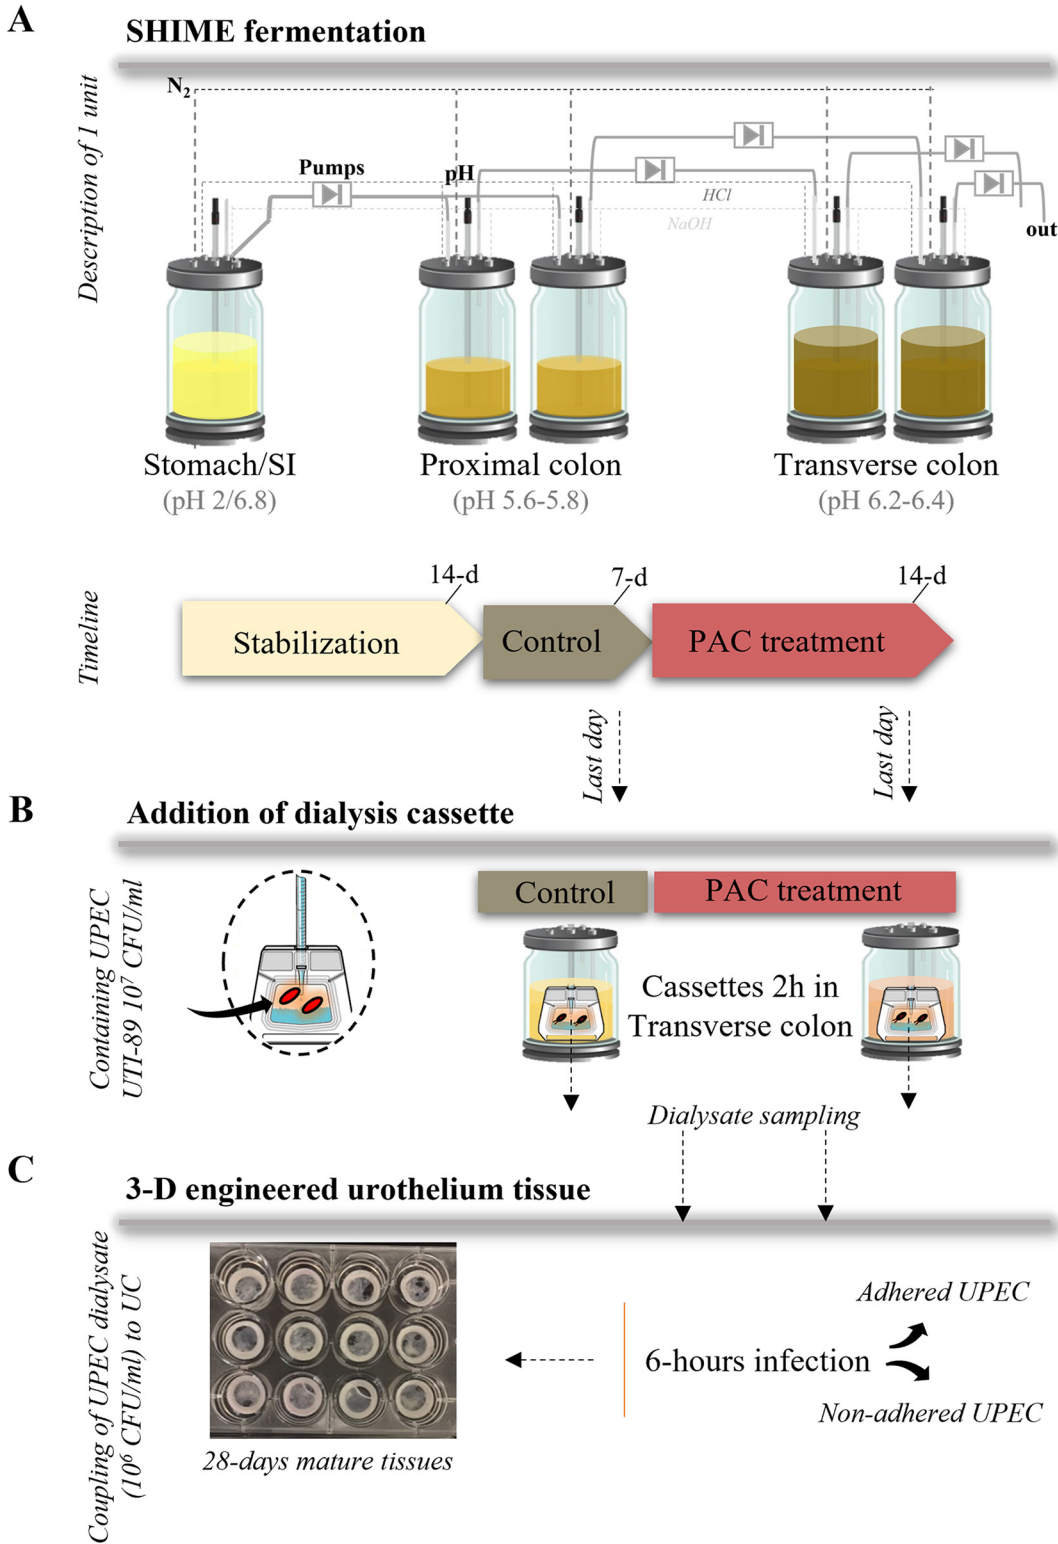 A
SHIME fermentation
Description of 1 unit
N2
Pumps
pH
HCl
NaOH
out
Stomach/SI
(pH 2/6.8)
Proximal colon
(pH 5.6-5.8)
Transverse colon
(pH 6.2-6.4)
Timeline
14-d
7-d
14-d
Stabilization
Control
PAC treatment
Last day
Last day
B
Addition of dialysis cassette
Containing UPEC
UTI-89 10⁷ CFU/ml
Control
PAC treatment
Cassettes 2h in
Transverse colon
Dialysate sampling
C
3-D engineered urothelium tissue
Coupling of UPEC dialysate
(10⁶ CFU/ml) to UC
Adhered UPEC
6-hours infection
Non-adhered UPEC
28-days mature tissues